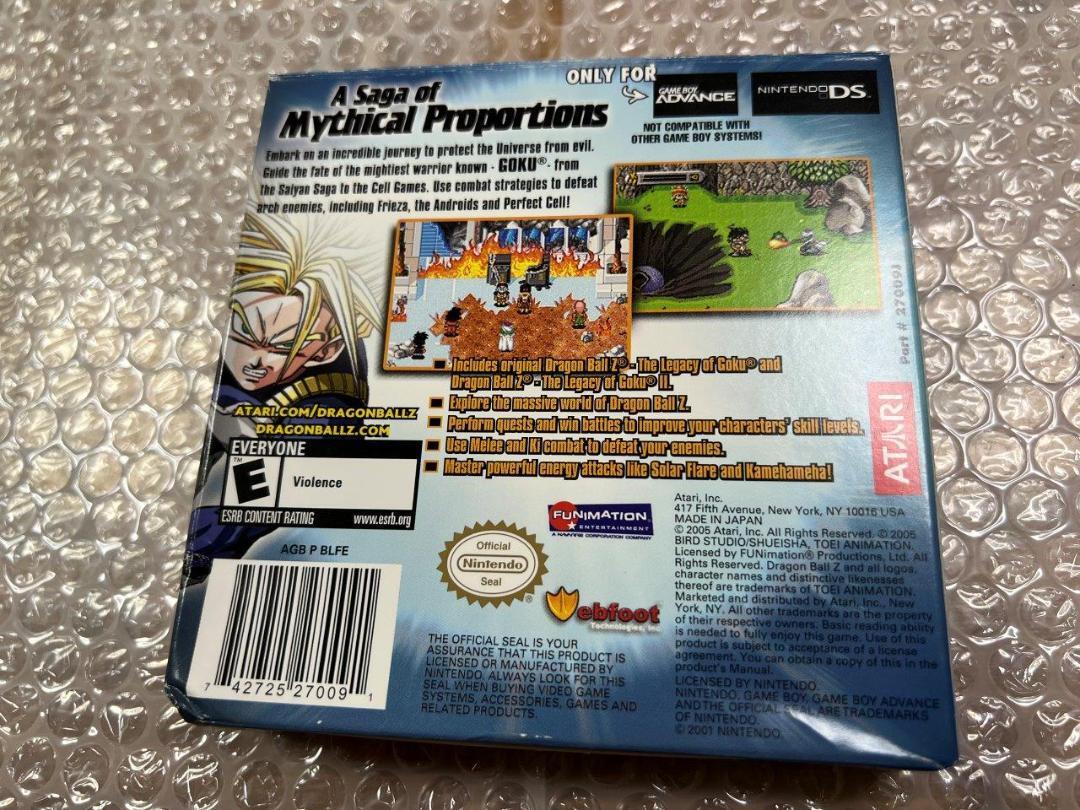 A Saga of
Mythical Proportions
Embark on an incredible journey to protect the Universe from evil.
Guide the fate of the mightiest warrior known - GOKU® - from
the Saiyan Saga to the Cell Games. Use combat strategies to defeat
arch enemies, including Frieza, the Androids and Perfect Cell!
ONLY FOR
GAME BOY
ADVANCE
NINTENDO DS™
NOT COMPATIBLE WITH
OTHER GAME BOY SYSTEMS!
Includes original Dragon Ball Z® - The Legacy of Goku® and
Dragon Ball Z® - The Legacy of Goku® II.
Explore the massive world of Dragon Ball Z.
Perform quests and win battles to improve your characters' skill levels.
Use Melee and Ki combat to defeat your enemies.
Master powerful energy attacks like Solar Flare and Kamehameha!
Part # 27009J
ATARI
ATARI.COM/DRAGONBALLZ
DRAGONBALLZ.COM
EVERYONE
E
TM
Violence
ESRB CONTENT RATING www.esrb.org
AGB P BLFE
7 42725 27009 1
Official
Nintendo
Seal
®
FUNIMATION
ENTERTAINMENT
A NAVARRE CORPORATION COMPANY
Webfoot
Technologies, Inc.
THE OFFICIAL SEAL IS YOUR
ASSURANCE THAT THIS PRODUCT IS
LICENSED OR MANUFACTURED BY
NINTENDO. ALWAYS LOOK FOR THIS
SEAL WHEN BUYING VIDEO GAME
SYSTEMS, ACCESSORIES, GAMES AND
RELATED PRODUCTS.
Atari, Inc.
417 Fifth Avenue, New York, NY 10016 USA
MADE IN JAPAN
© 2005 Atari, Inc. All Rights Reserved. © 2005
BIRD STUDIO/SHUEISHA, TOEI ANIMATION.
Licensed by FUNimation® Productions, Ltd. All
Rights Reserved. Dragon Ball Z and all logos,
character names and distinctive likenesses
thereof are trademarks of TOEI ANIMATION.
Marketed and distributed by Atari, Inc., New
York, NY. All other trademarks are the property
of their respective owners. Basic reading ability
is needed to fully enjoy this game. Use of this
product is subject to acceptance of a license
agreement. You can obtain a copy of this in the
product's Manual.
LICENSED BY NINTENDO.
NINTENDO, GAME BOY, GAME BOY ADVANCE
AND THE OFFICIAL SEAL ARE TRADEMARKS
OF NINTENDO.
© 2001 NINTENDO.